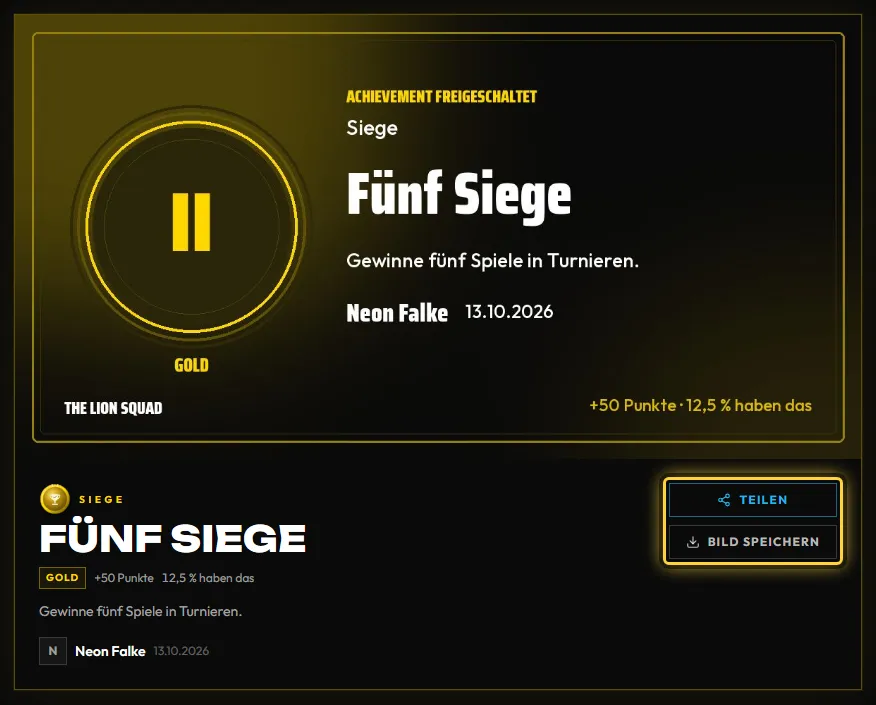 ACHIEVEMENT FREIGESCHALTET
Siege
Fünf Siege
Gewinne fünf Spiele in Turnieren.
Neon Falke 13.10.2026
II
GOLD
THE LION SQUAD
+50 Punkte · 12,5 % haben das
SIEGE
FÜNF SIEGE
GOLD +50 Punkte 12,5 % haben das
Gewinne fünf Spiele in Turnieren.
N Neon Falke 13.10.2026
TEILEN
BILD SPEICHERN